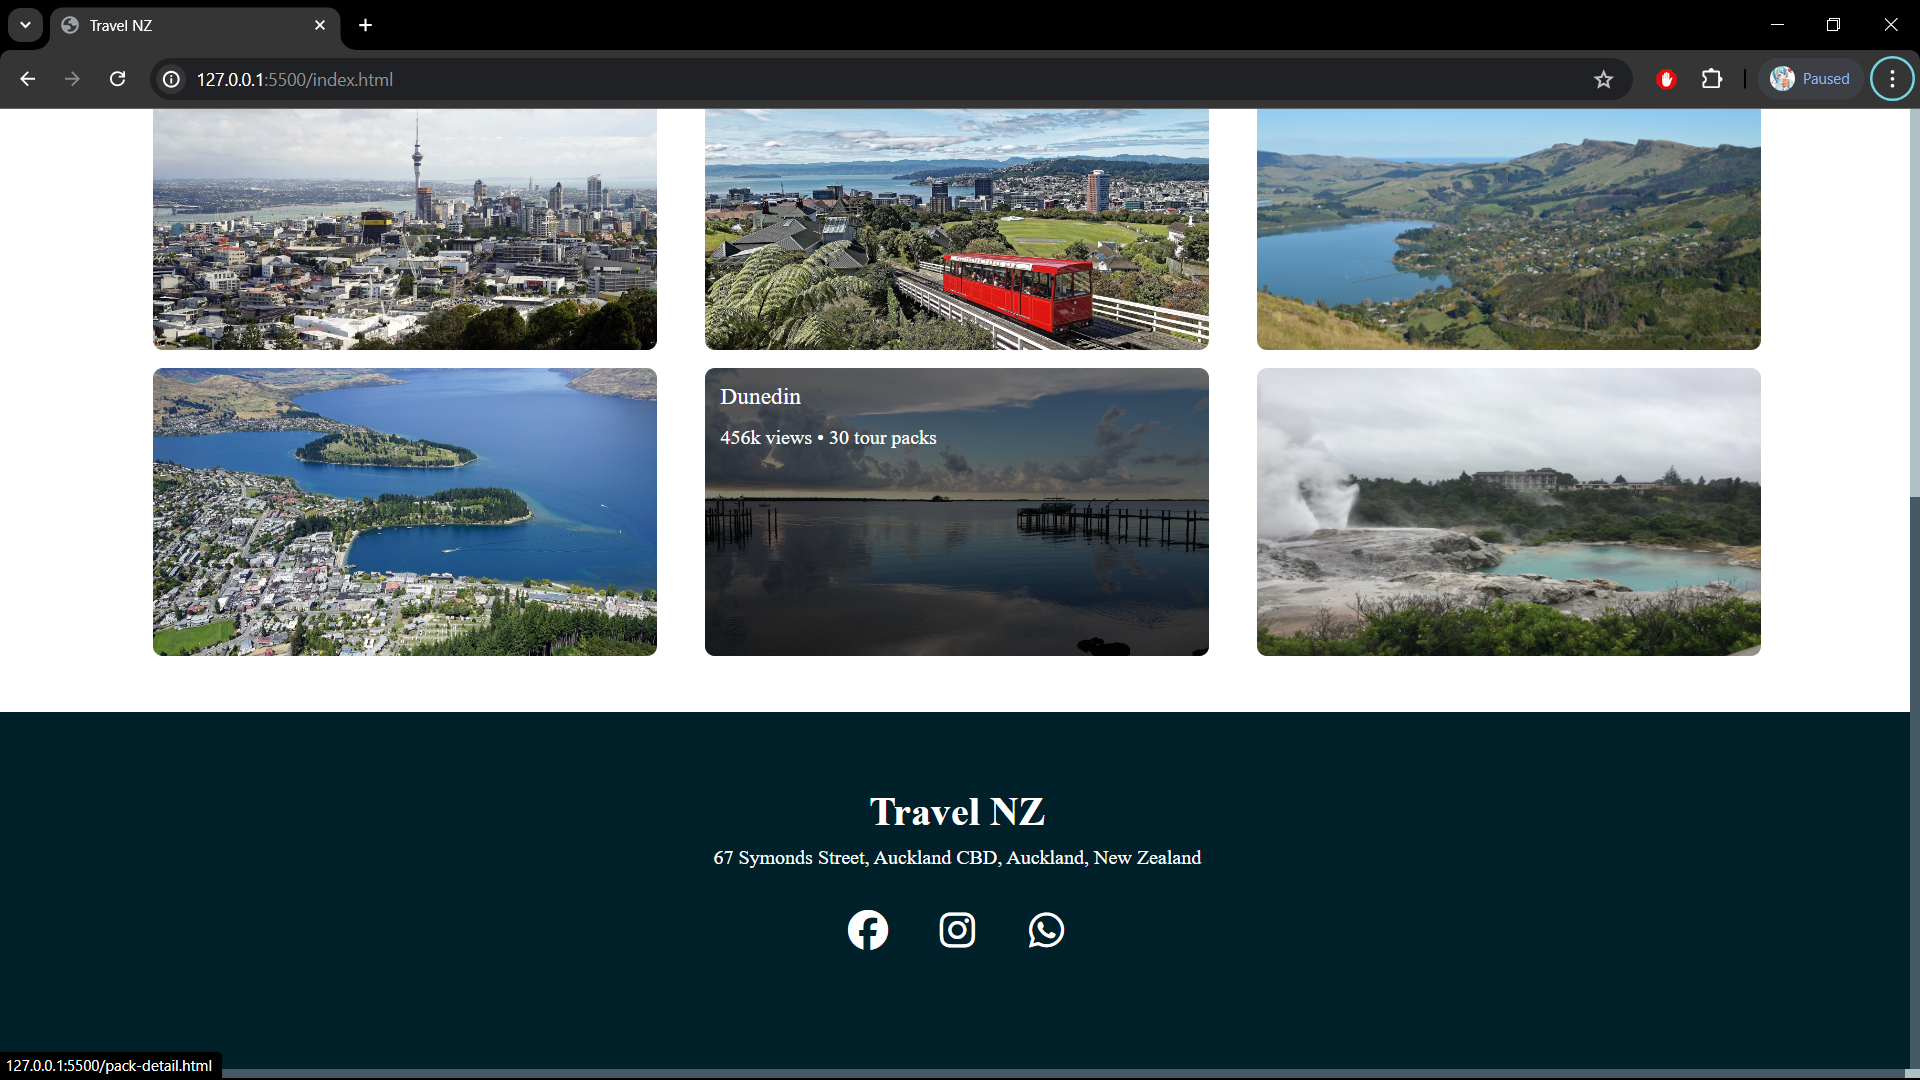 Travel NZ
127.0.0.1:5500/index.html
Paused
Dunedin
456k views • 30 tour packs
Travel NZ
67 Symonds Street, Auckland CBD, Auckland, New Zealand
127.0.0.1:5500/pack-detail.html